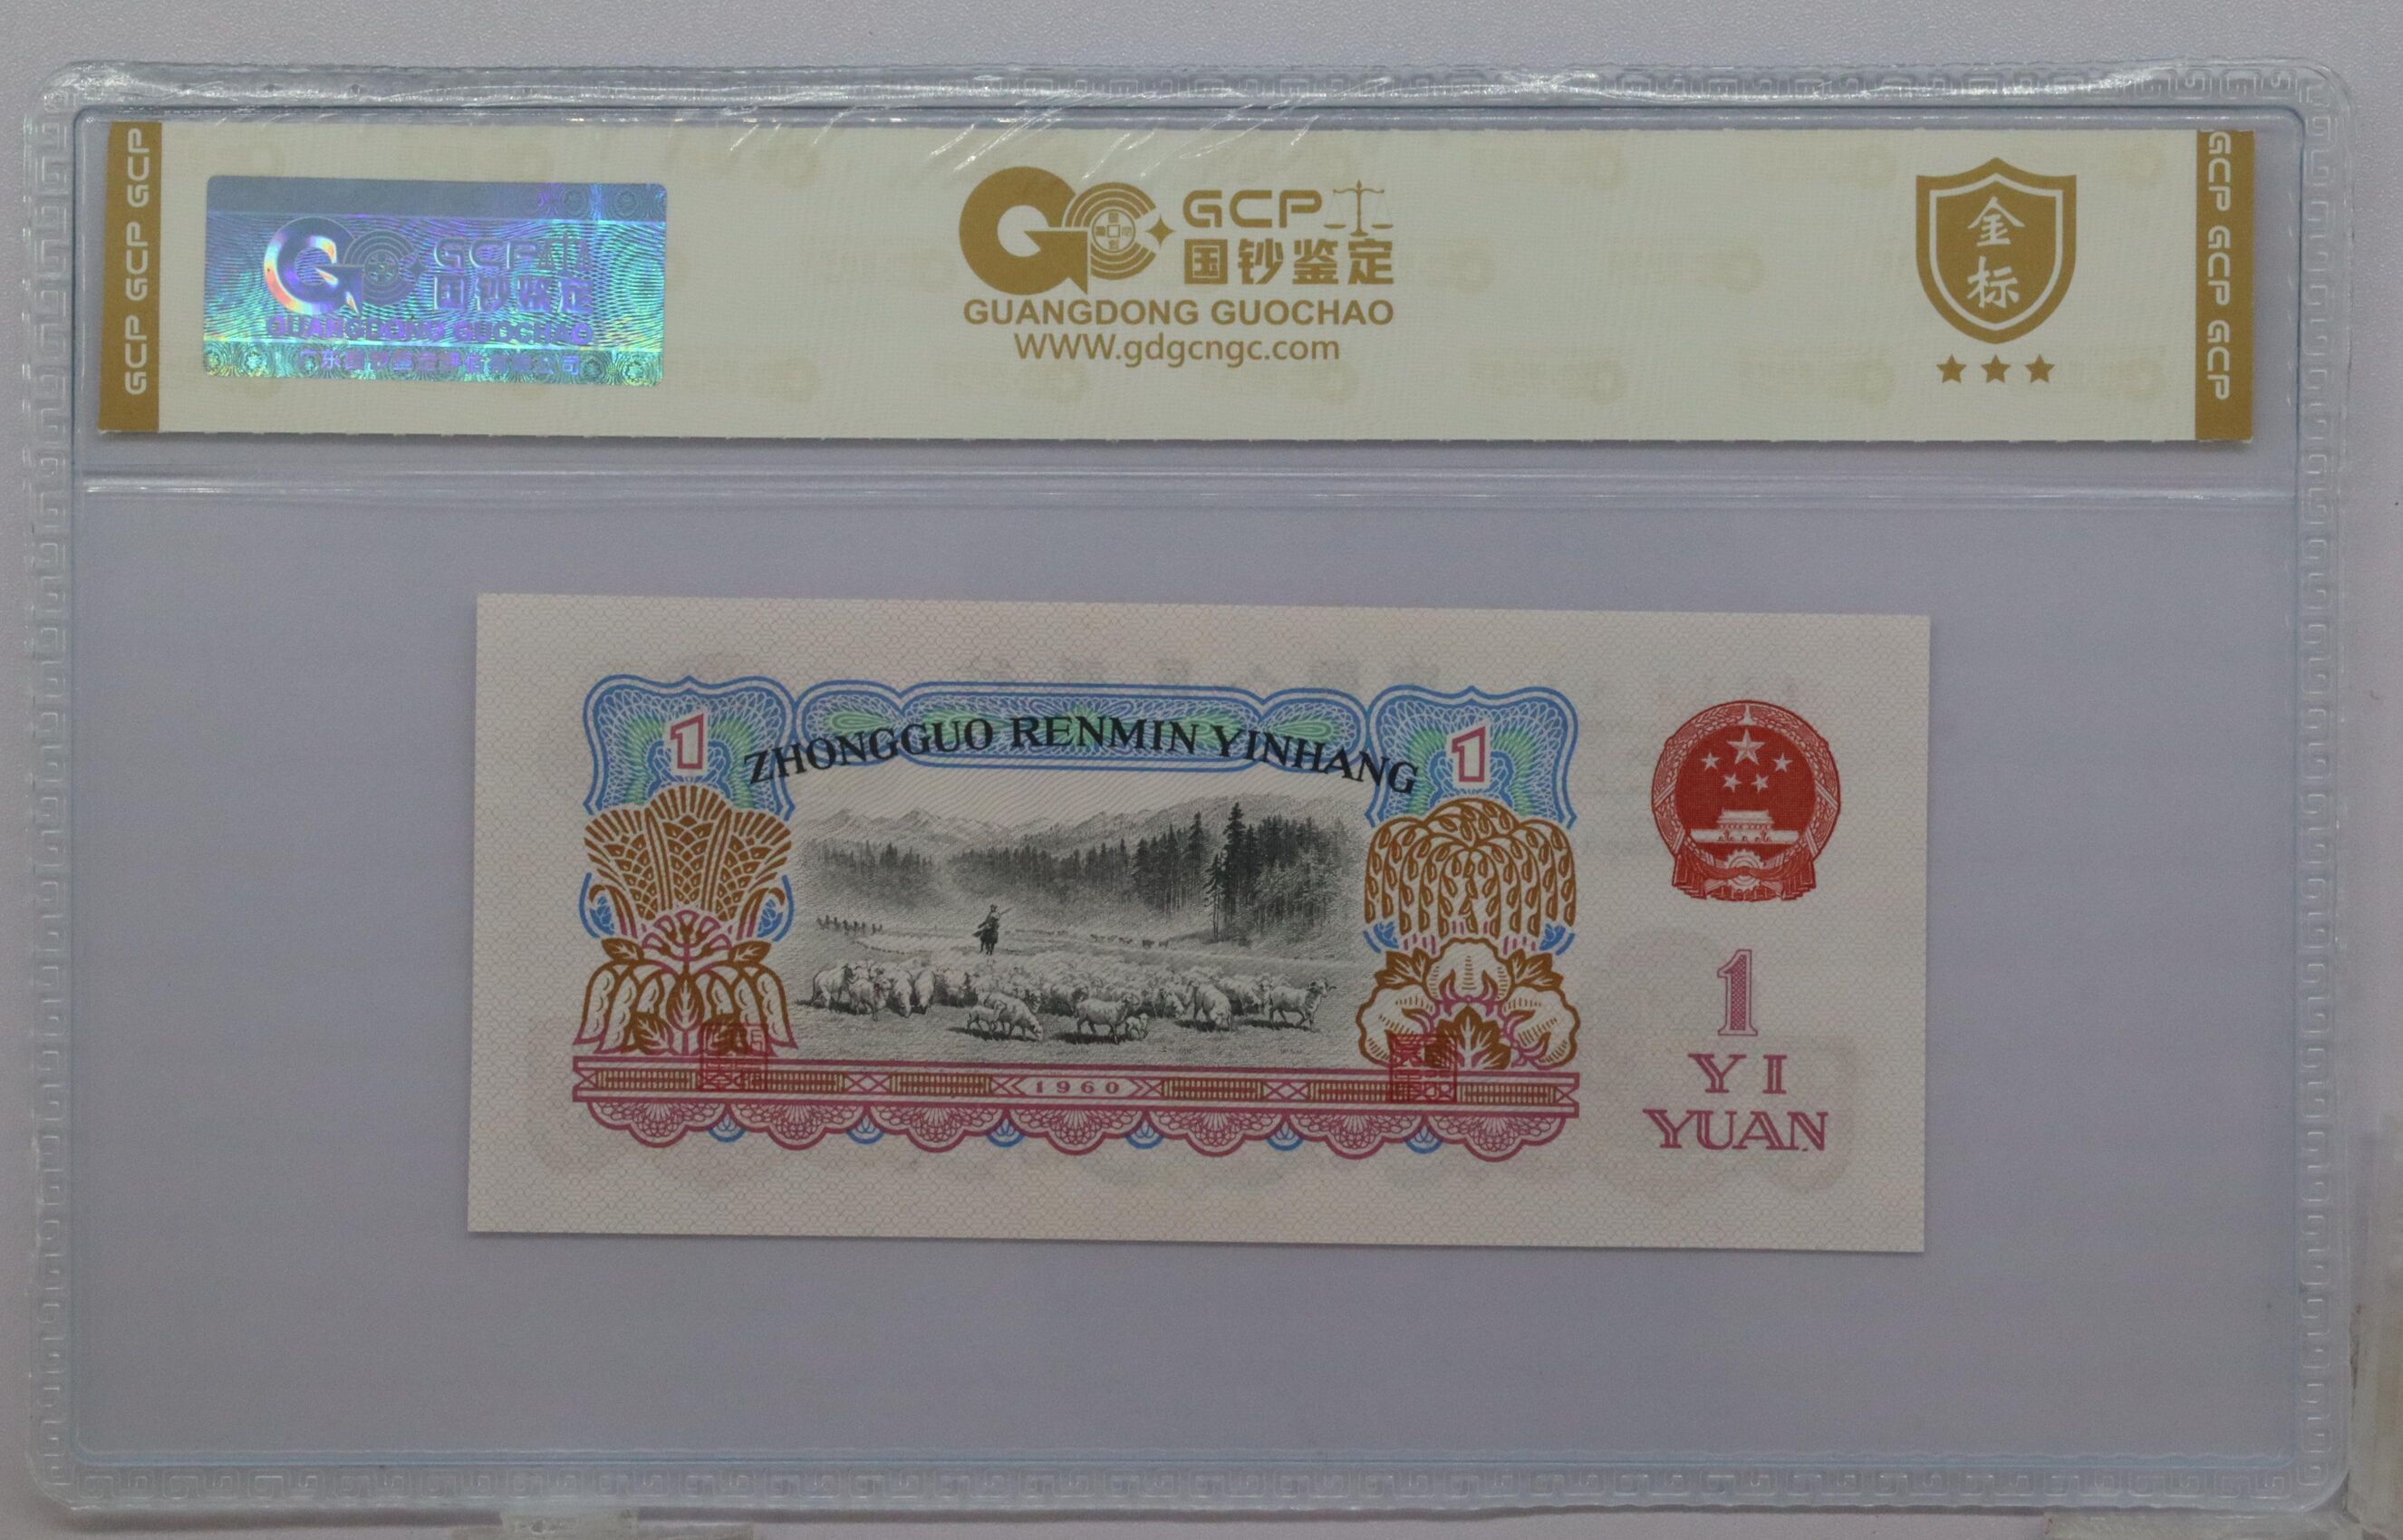 GCP GCP GCP
GCP
国钞鉴定
GUANGDONG GUOCHAO
GCP
国钞鉴定
GUANGDONG GUOCHAO
www.gdgcngc.com
金标
GCP GCP GCP
1
ZHONGGUO RENMIN YINHANG
1
1960
1
YI
YUAN